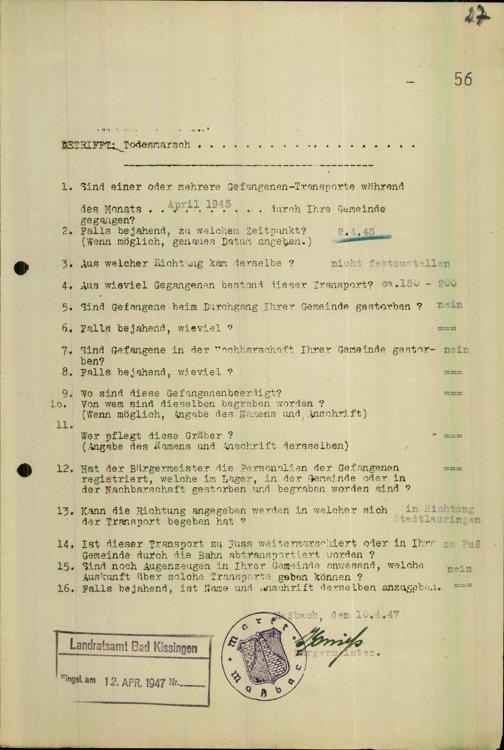 27
- 56
BETRIFFT: Todesmarsch . . . . . . . . . . . . . . . . . .
1. Sind einer oder mehrere Gefangenen-Transporte während
des Monats . . April 1945 . . . . durch Ihre Gemeinde
gegangen?
2. Falls bejahend, zu welchem Zeitpunkt? 2.4.45
(Wenn möglich, genaues Datum angeben.)
3. Aus welcher Richtung kam derselbe ? nicht festzustellen
4. Aus wieviel Gegangenen bestand dieser Transport? ca.150 - 200
5. Sind Gefangene beim Durchgang Ihrer Gemeinde gestorben ? nein
6. Falls bejahend, wieviel ? ===
7. Sind Gefangene in der Nachbarschaft Ihrer Gemeinde gestor- nein
ben?
8. Falls bejahend, wieviel ? ===
9. Wo sind diese Gefangenenbeerdigt? ===
1o. Von wem sind dieselben begraben worden ?
(Wenn möglich, Angabe des Namens und Anschrift)
11.
Wer pflegt diese Gräber ? ===
(Angabe des Namens und Anschrift dersselben)
12. Hat der Bürgermeister die Personalien der Gefangenen ===
registriert, welche im Lager, in der Gemeinde oder in
der Nachbarschaft gestorben und begraben worden sind ?
13. Kann die Richtung angegeben werden in welcher sich in Richtung
der Transport begeben hat ? Stadtlauringen
14. Ist dieser Transport zu Fuss weitermarschiert oder in Ihre zu Fuß
Gemeinde durch die Bahn abtransportiert worden ?
15. Sind noch Augenzeugen in Ihrer Gemeinde anwesend, welche nein
Auskunft über solche Transporte geben können ?
16. Falls bejahend, ist Name und Anschrift derselben anzugeben. ===
Maßbach, den 10.4.47
Bürgermeister.
Markt Maßbach
Landratsamt Bad Kissingen
Eingel. am 12. APR. 1947 Nr.